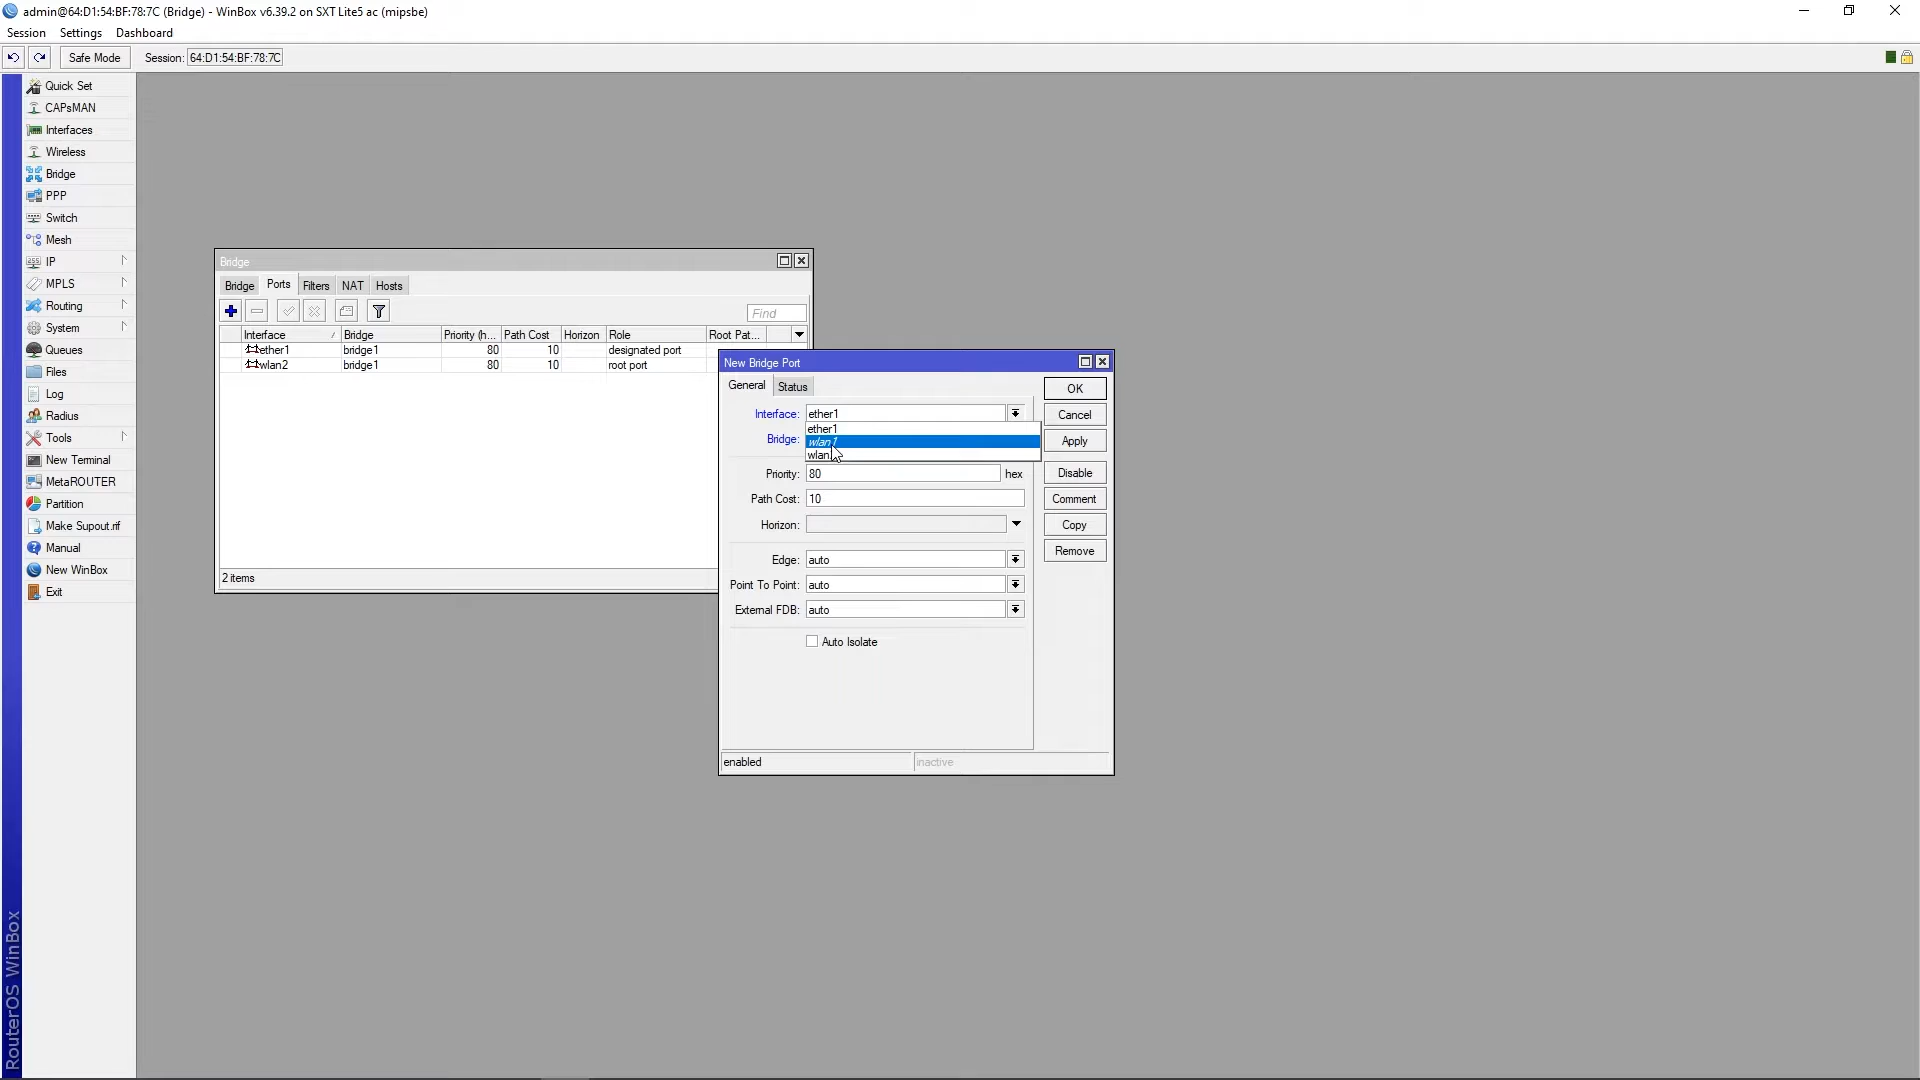 admin@64:D1:54:BF:78:7C (Bridge) - WinBox v6.39.2 on SXT Lite5 ac (mipsbe)
Session Settings Dashboard
Safe Mode Session: 64:D1:54:BF:78:7C
Quick Set
CAPsMAN
Interfaces
Wireless
Bridge
PPP
Switch
Mesh
IP
MPLS
Routing
System
Queues
Files
Log
Radius
Tools
New Terminal
MetaROUTER
Partition
Make Supout.rif
Manual
New WinBox
Exit
RouterOS WinBox
Bridge
Bridge Ports Filters NAT Hosts
Find
Interface Bridge Priority (h... Path Cost Horizon Role Root Pat...
ether1 bridge1 80 10 designated port
wlan2 bridge1 80 10 root port
2 items
New Bridge Port
General Status
Interface: ether1
ether1
wlan1
Bridge:
Priority: 80 hex
Path Cost: 10
Horizon:
Edge: auto
Point To Point: auto
External FDB: auto
Auto Isolate
OK
Cancel
Apply
Disable
Comment
Copy
Remove
enabled inactive